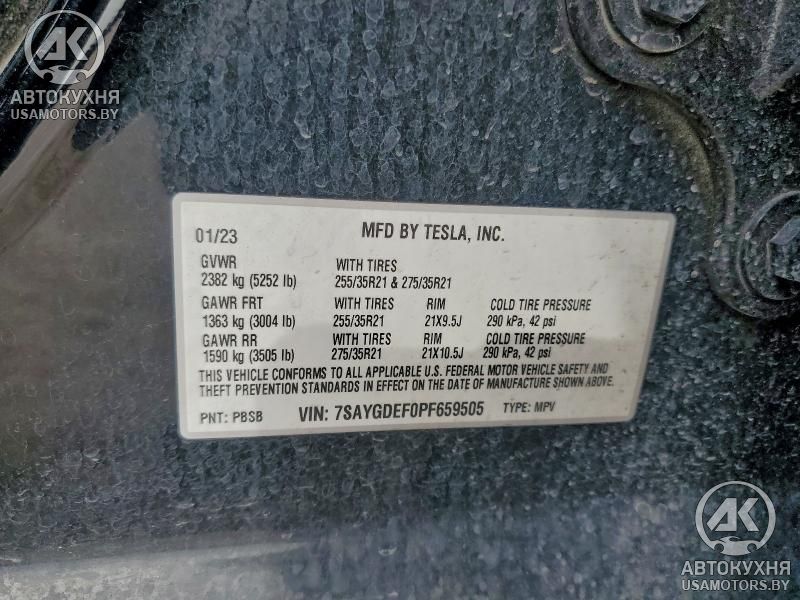 AK
АВТОКУХНЯ
USAMOTORS.BY
01/23 MFD BY TESLA, INC.
GVWR WITH TIRES
2382 kg (5252 lb) 255/35R21 & 275/35R21
GAWR FRT WITH TIRES RIM COLD TIRE PRESSURE
1363 kg (3004 lb) 255/35R21 21X9.5J 290 kPa, 42 psi
GAWR RR WITH TIRES RIM COLD TIRE PRESSURE
1590 kg (3505 lb) 275/35R21 21X10.5J 290 kPa, 42 psi
THIS VEHICLE CONFORMS TO ALL APPLICABLE U.S. FEDERAL MOTOR VEHICLE SAFETY AND
THEFT PREVENTION STANDARDS IN EFFECT ON THE DATE OF MANUFACTURE SHOWN ABOVE.
PNT: PBSB VIN: 7SAYGDEF0PF659505 TYPE: MPV
AK
АВТОКУХНЯ
USAMOTORS.BY